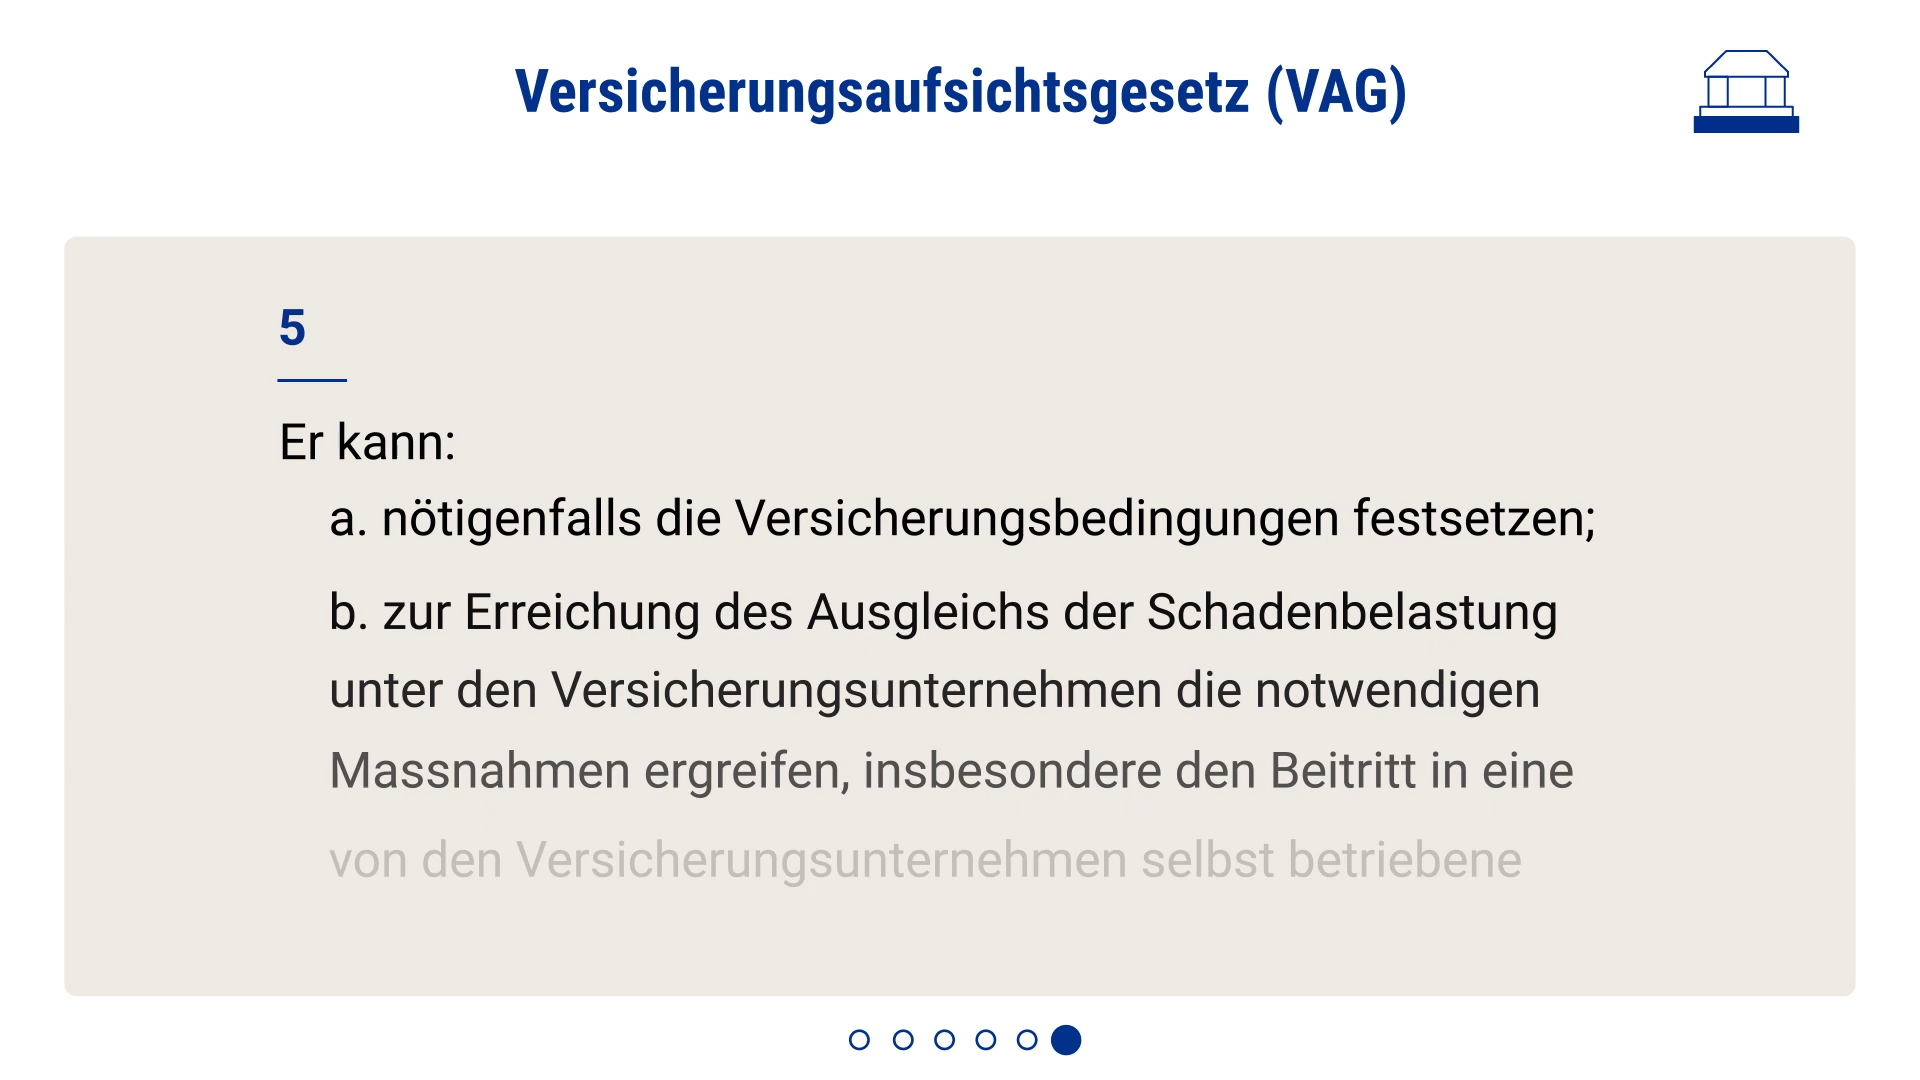 Versicherungsaufsichtsgesetz (VAG)
5
Er kann:
a. nötigenfalls die Versicherungsbedingungen festsetzen;
b. zur Erreichung des Ausgleichs der Schadenbelastung
unter den Versicherungsunternehmen die notwendigen
Massnahmen ergreifen, insbesondere den Beitritt in eine
von den Versicherungsunternehmen selbst betriebene